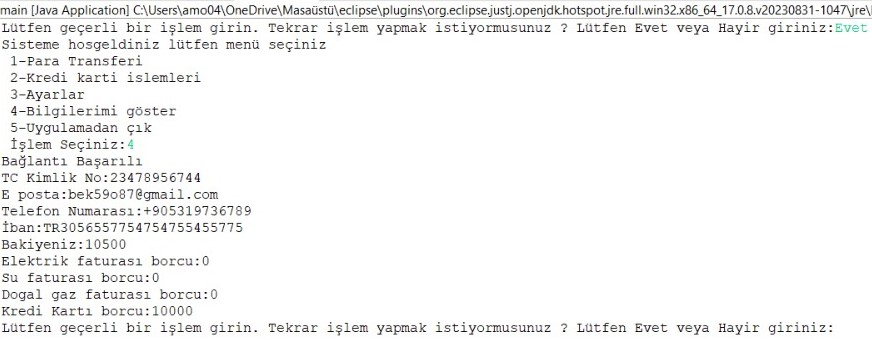 main [Java Application] C:\Users\amo04\OneDrive\Masaüstü\eclipse\plugins\org.eclipse.justj.openjdk.hotspot.jre.full.win32.x86_64_17.0.8.v20230831-1047\jre\
Lütfen geçerli bir işlem girin. Tekrar işlem yapmak istiyormusunuz ? Lütfen Evet veya Hayir giriniz:Evet
Sisteme hosgeldiniz lütfen menü seçiniz
1-Para Transferi
2-Kredi karti islemleri
3-Ayarlar
4-Bilgilerimi göster
5-Uygulamadan çık
İşlem Seçiniz:4
Bağlantı Başarılı
TC Kimlik No:23478956744
E posta:bek59o87@gmail.com
Telefon Numarası:+905319736789
İban:TR3056557754754755455775
Bakiyeniz:10500
Elektrik faturası borcu:0
Su faturası borcu:0
Dogal gaz faturası borcu:0
Kredi Kartı borcu:10000
Lütfen geçerli bir işlem girin. Tekrar işlem yapmak istiyormusunuz ? Lütfen Evet veya Hayir giriniz: